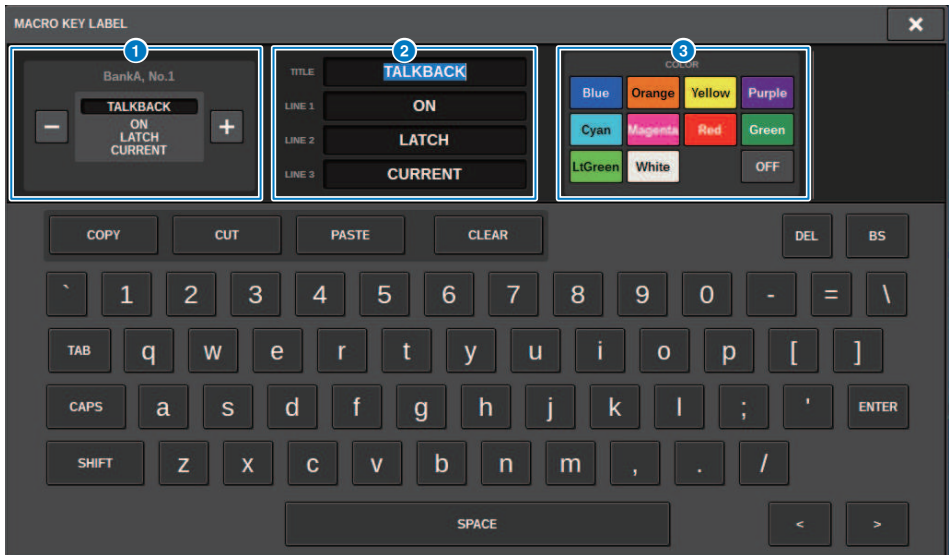 MACRO KEY LABEL
×
1
BankA, No.1
TALKBACK
ON
LATCH
CURRENT
−
+
2
TITLE TALKBACK
LINE 1 ON
LINE 2 LATCH
LINE 3 CURRENT
3
COLOR
Blue Orange Yellow Purple
Cyan Magenta Red Green
LtGreen White OFF
COPY CUT PASTE CLEAR DEL BS
` 1 2 3 4 5 6 7 8 9 0 - = \
TAB q w e r t y u i o p [ ]
CAPS a s d f g h j k l ; ' ENTER
SHIFT z x c v b n m , . /
SPACE < >